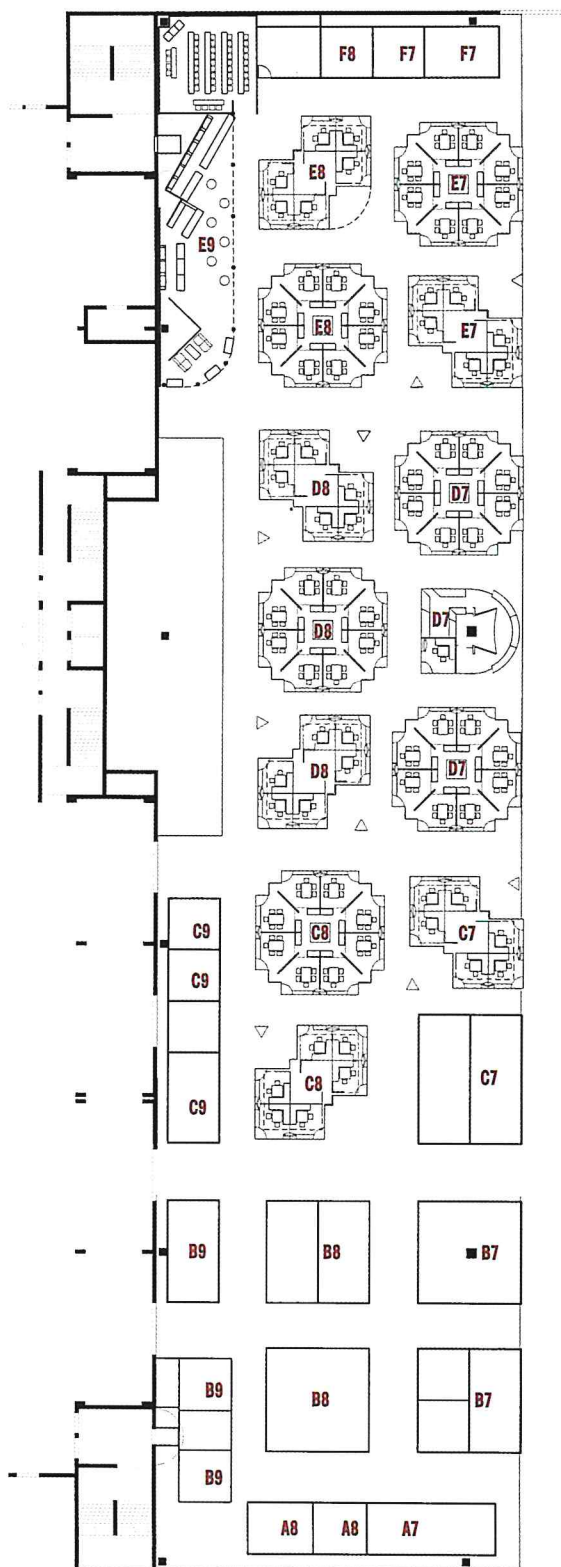 F8 F7 F7
E8 E7
E9
E8 E7
D8 D7
D8 D7
D8 D7
C9 C8 C7
C9
C9 C8 C7
B9 B8 B7
B9 B8 B7
B9
A8 A8 A7